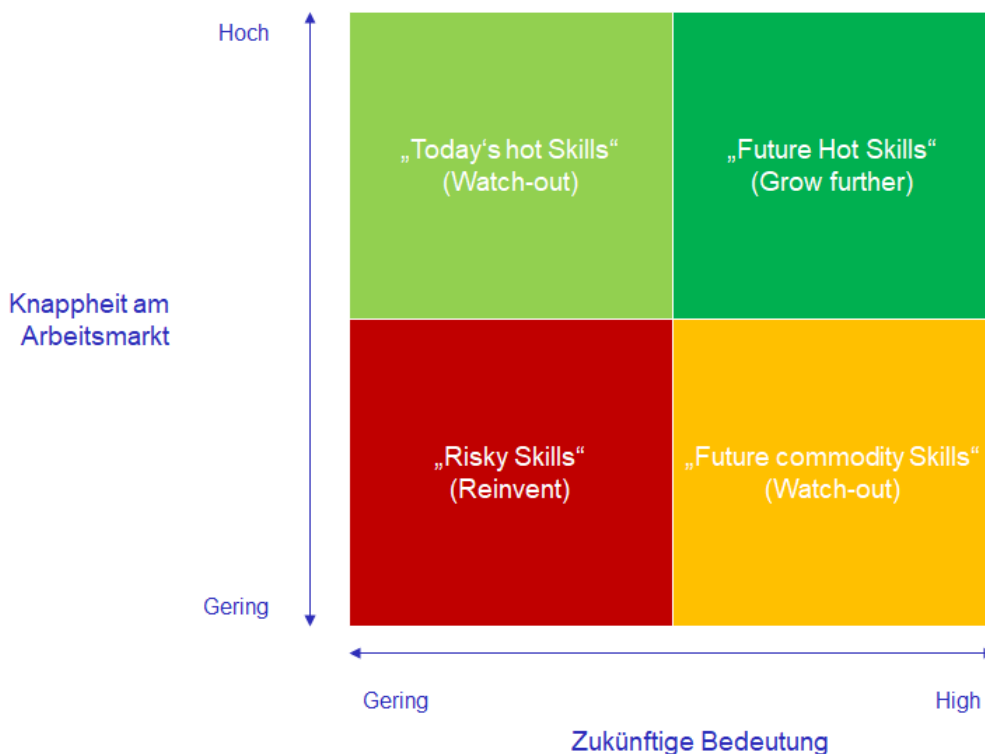 Hoch
„Today‘s hot Skills“
(Watch-out)
„Future Hot Skills“
(Grow further)
Knappheit am
Arbeitsmarkt
„Risky Skills“
(Reinvent)
„Future commodity Skills“
(Watch-out)
Gering
Gering
High
Zukünftige Bedeutung